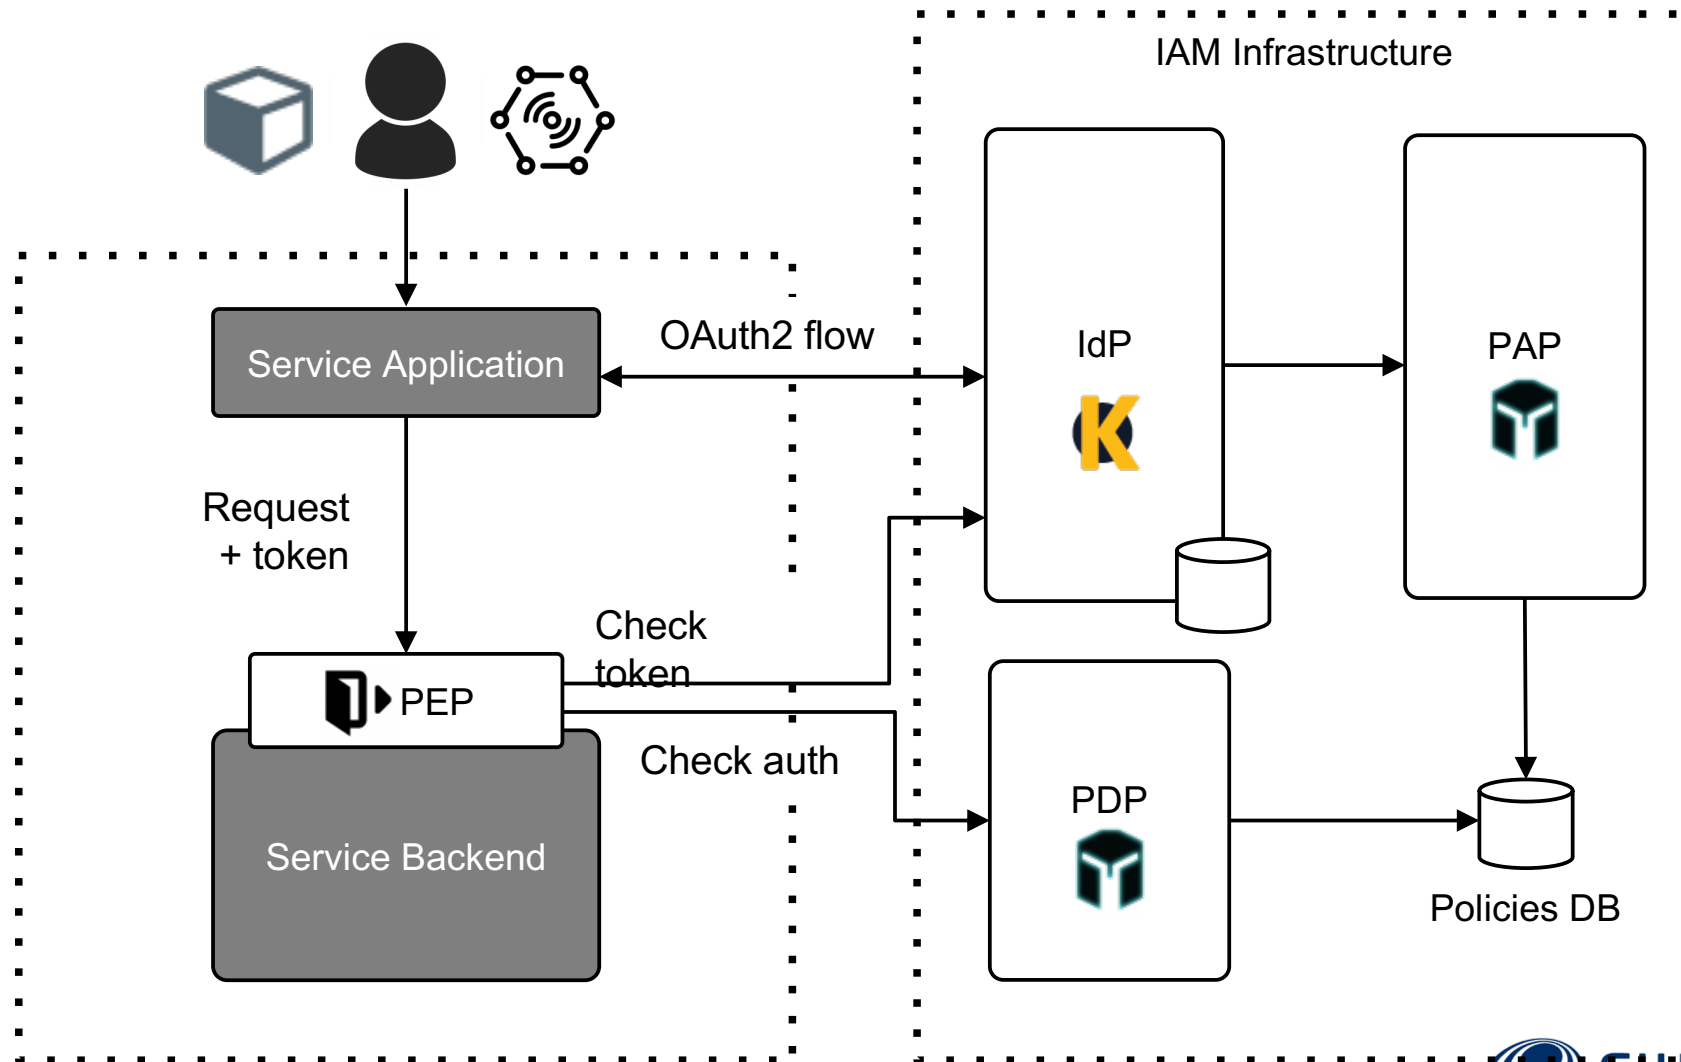 IAM Infrastructure
OAuth2 flow
Service Application
IdP
PAP
K
Request
+ token
Check
token
PEP
Check auth
PDP
Service Backend
Policies DB